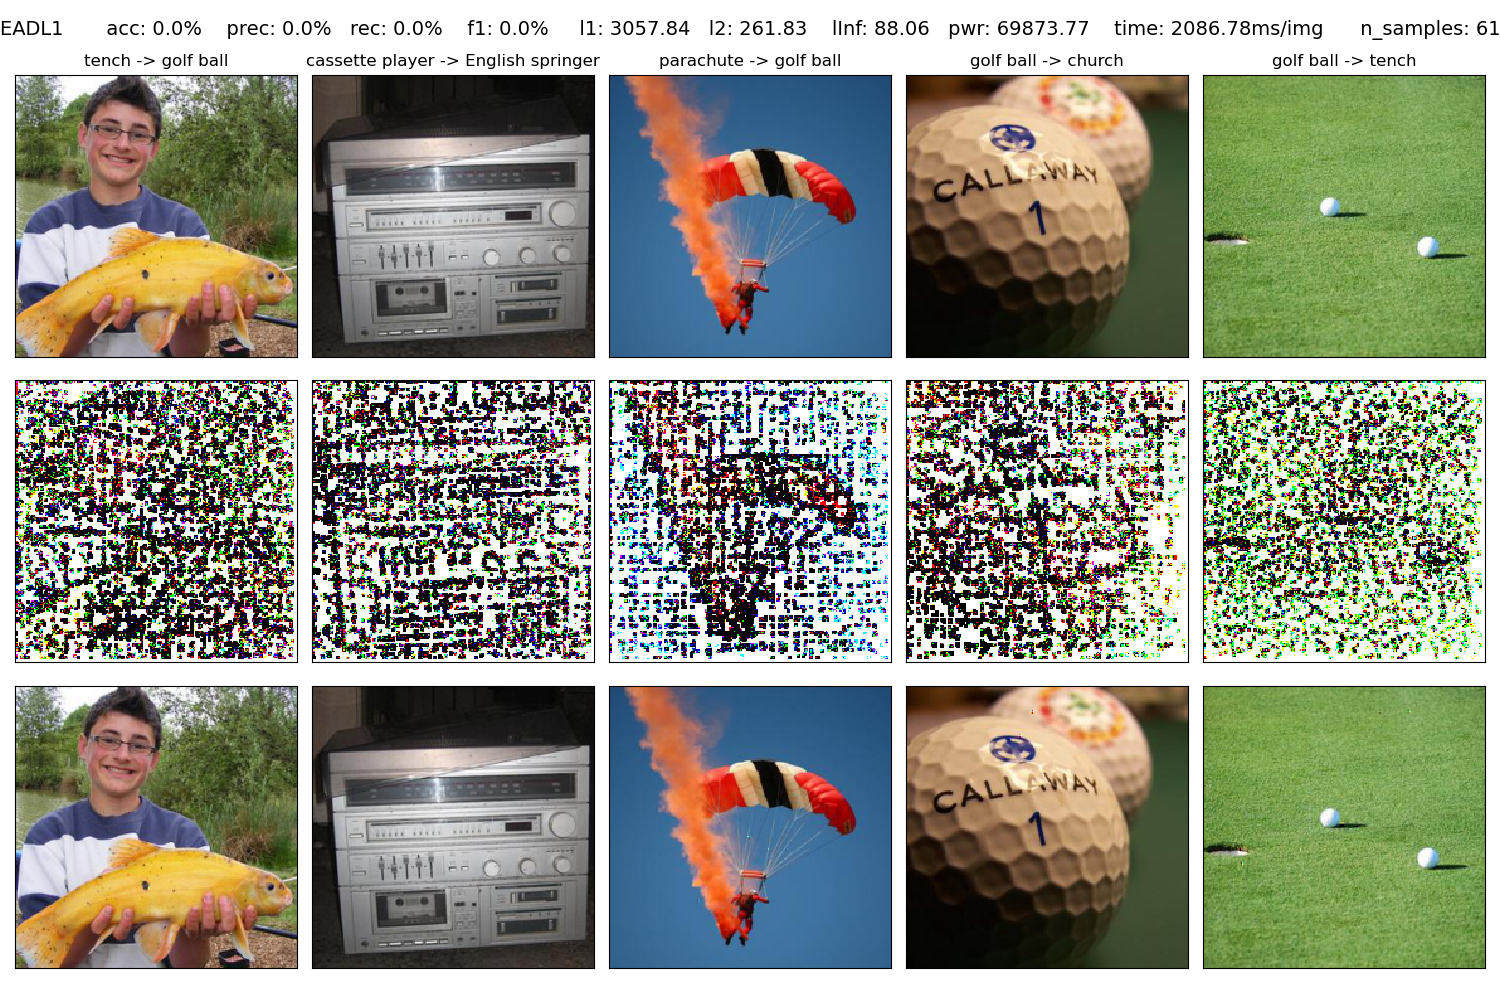 EADL1 acc: 0.0% prec: 0.0% rec: 0.0% f1: 0.0% l1: 3057.84 l2: 261.83 lInf: 88.06 pwr: 69873.77 time: 2086.78ms/img n_samples: 61
tench -> golf ball
cassette player -> English springer
parachute -> golf ball
golf ball -> church
golf ball -> tench
CALLAWAY
1
CALLAWAY
1